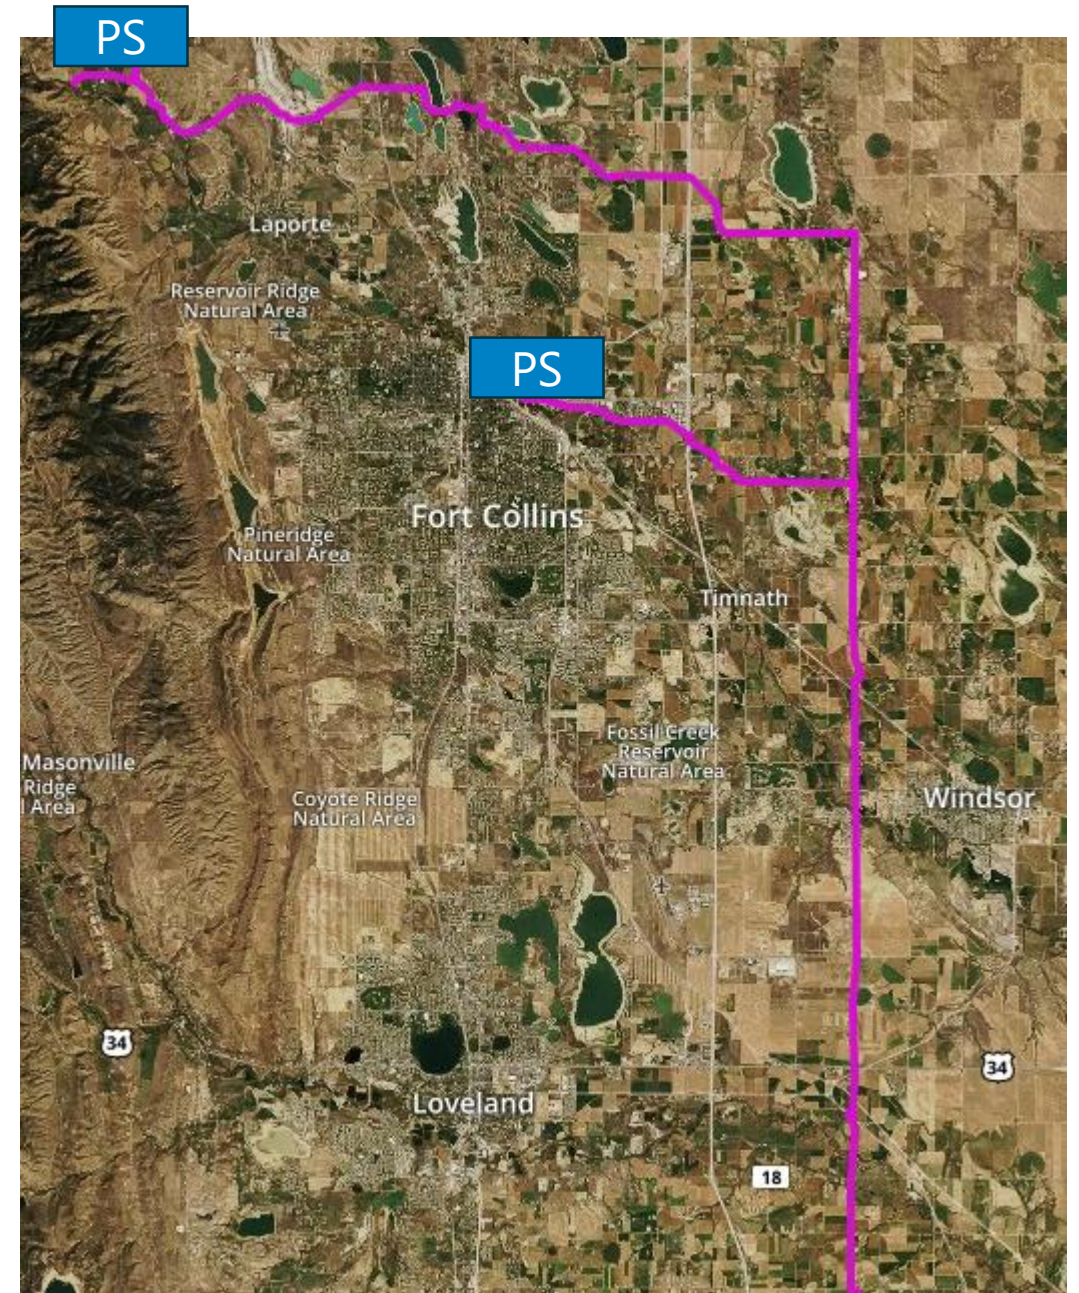 PS
Laporte
Reservoir Ridge
Natural Area
PS
Fort Collins
Pineridge
Natural Area
Timnath
Fossil Creek
Reservoir
Natural Area
Masonville
Ridge
l Area
Windsor
Coyote Ridge
Natural Area
34
34
Loveland
18